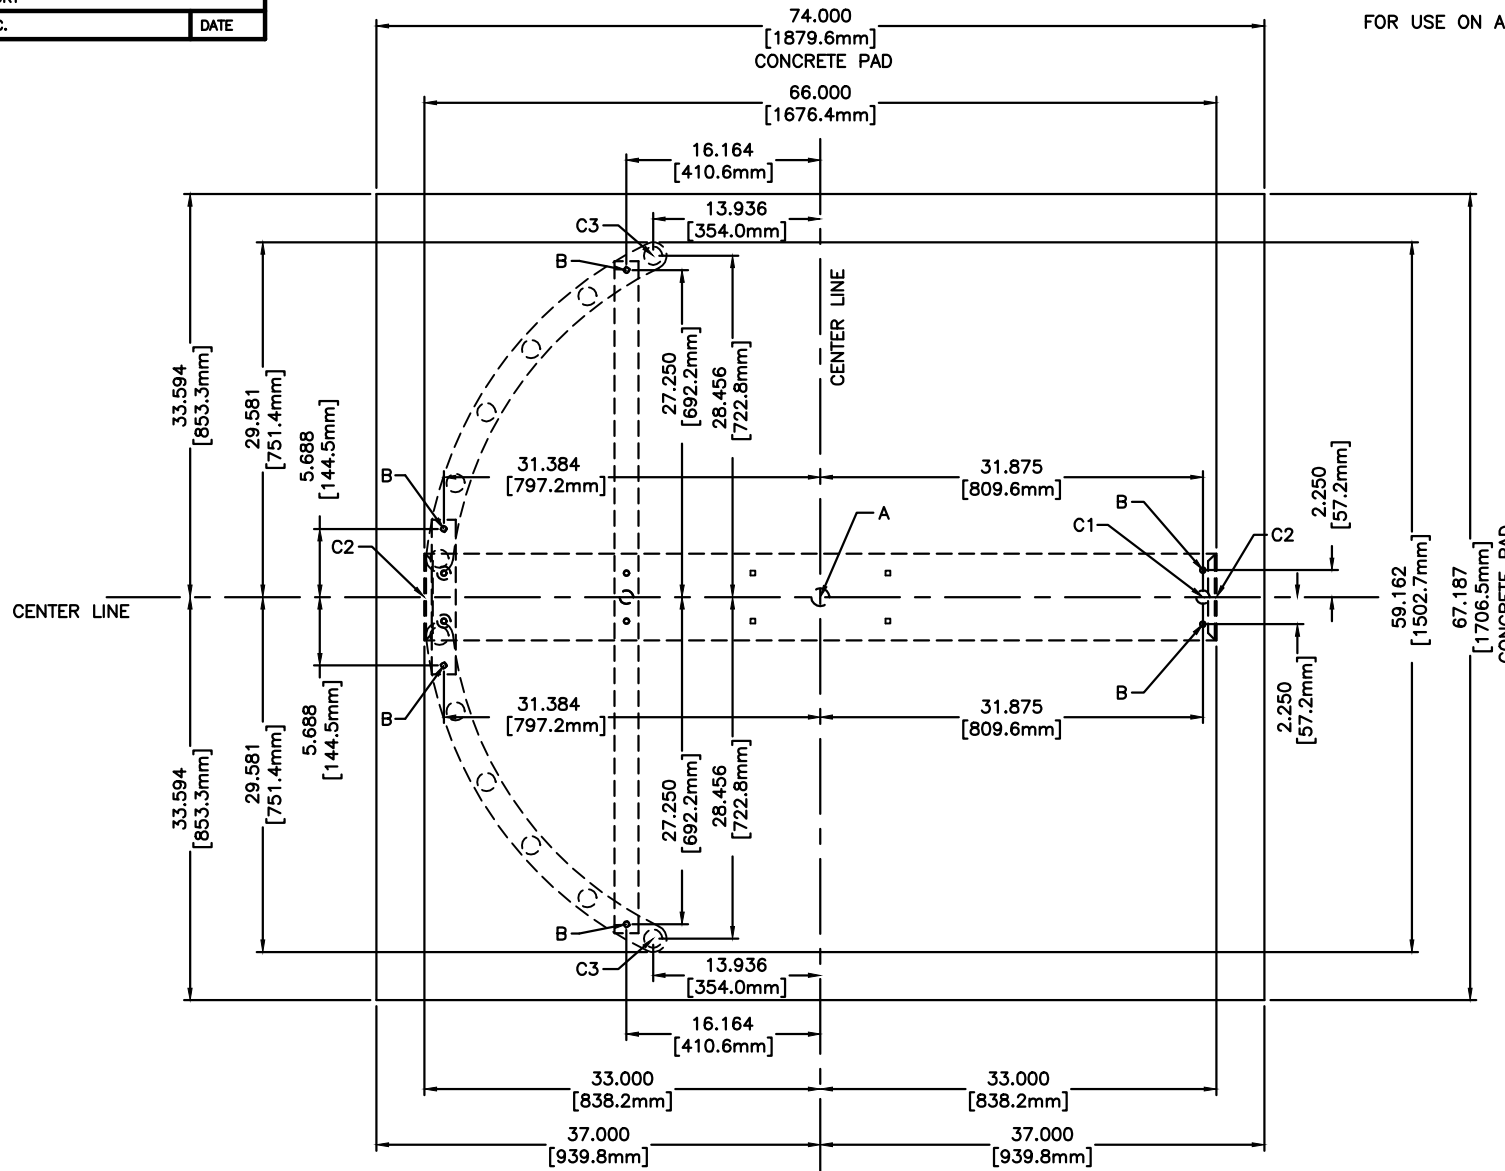 C.
DATE
FOR USE ON A
74.000
[1879.6mm]
CONCRETE PAD
66.000
[1676.4mm]
16.164
[410.6mm]
13.936
[354.0mm]
C3
B
CENTER LINE
33.594
[853.3mm]
29.581
[751.4mm]
5.688
[144.5mm]
27.250
[692.2mm]
28.456
[722.8mm]
31.384
[797.2mm]
31.875
[809.6mm]
2.250
[57.2mm]
B
A
B
C1
C2
C2
CENTER LINE
59.162
[1502.7mm]
67.187
[1706.5mm]
CONCRETE PAD
B
B
31.384
[797.2mm]
31.875
[809.6mm]
2.250
[57.2mm]
5.688
[144.5mm]
29.581
[751.4mm]
33.594
[853.3mm]
27.250
[692.2mm]
28.456
[722.8mm]
B
C3
13.936
[354.0mm]
16.164
[410.6mm]
33.000
[838.2mm]
33.000
[838.2mm]
37.000
[939.8mm]
37.000
[939.8mm]